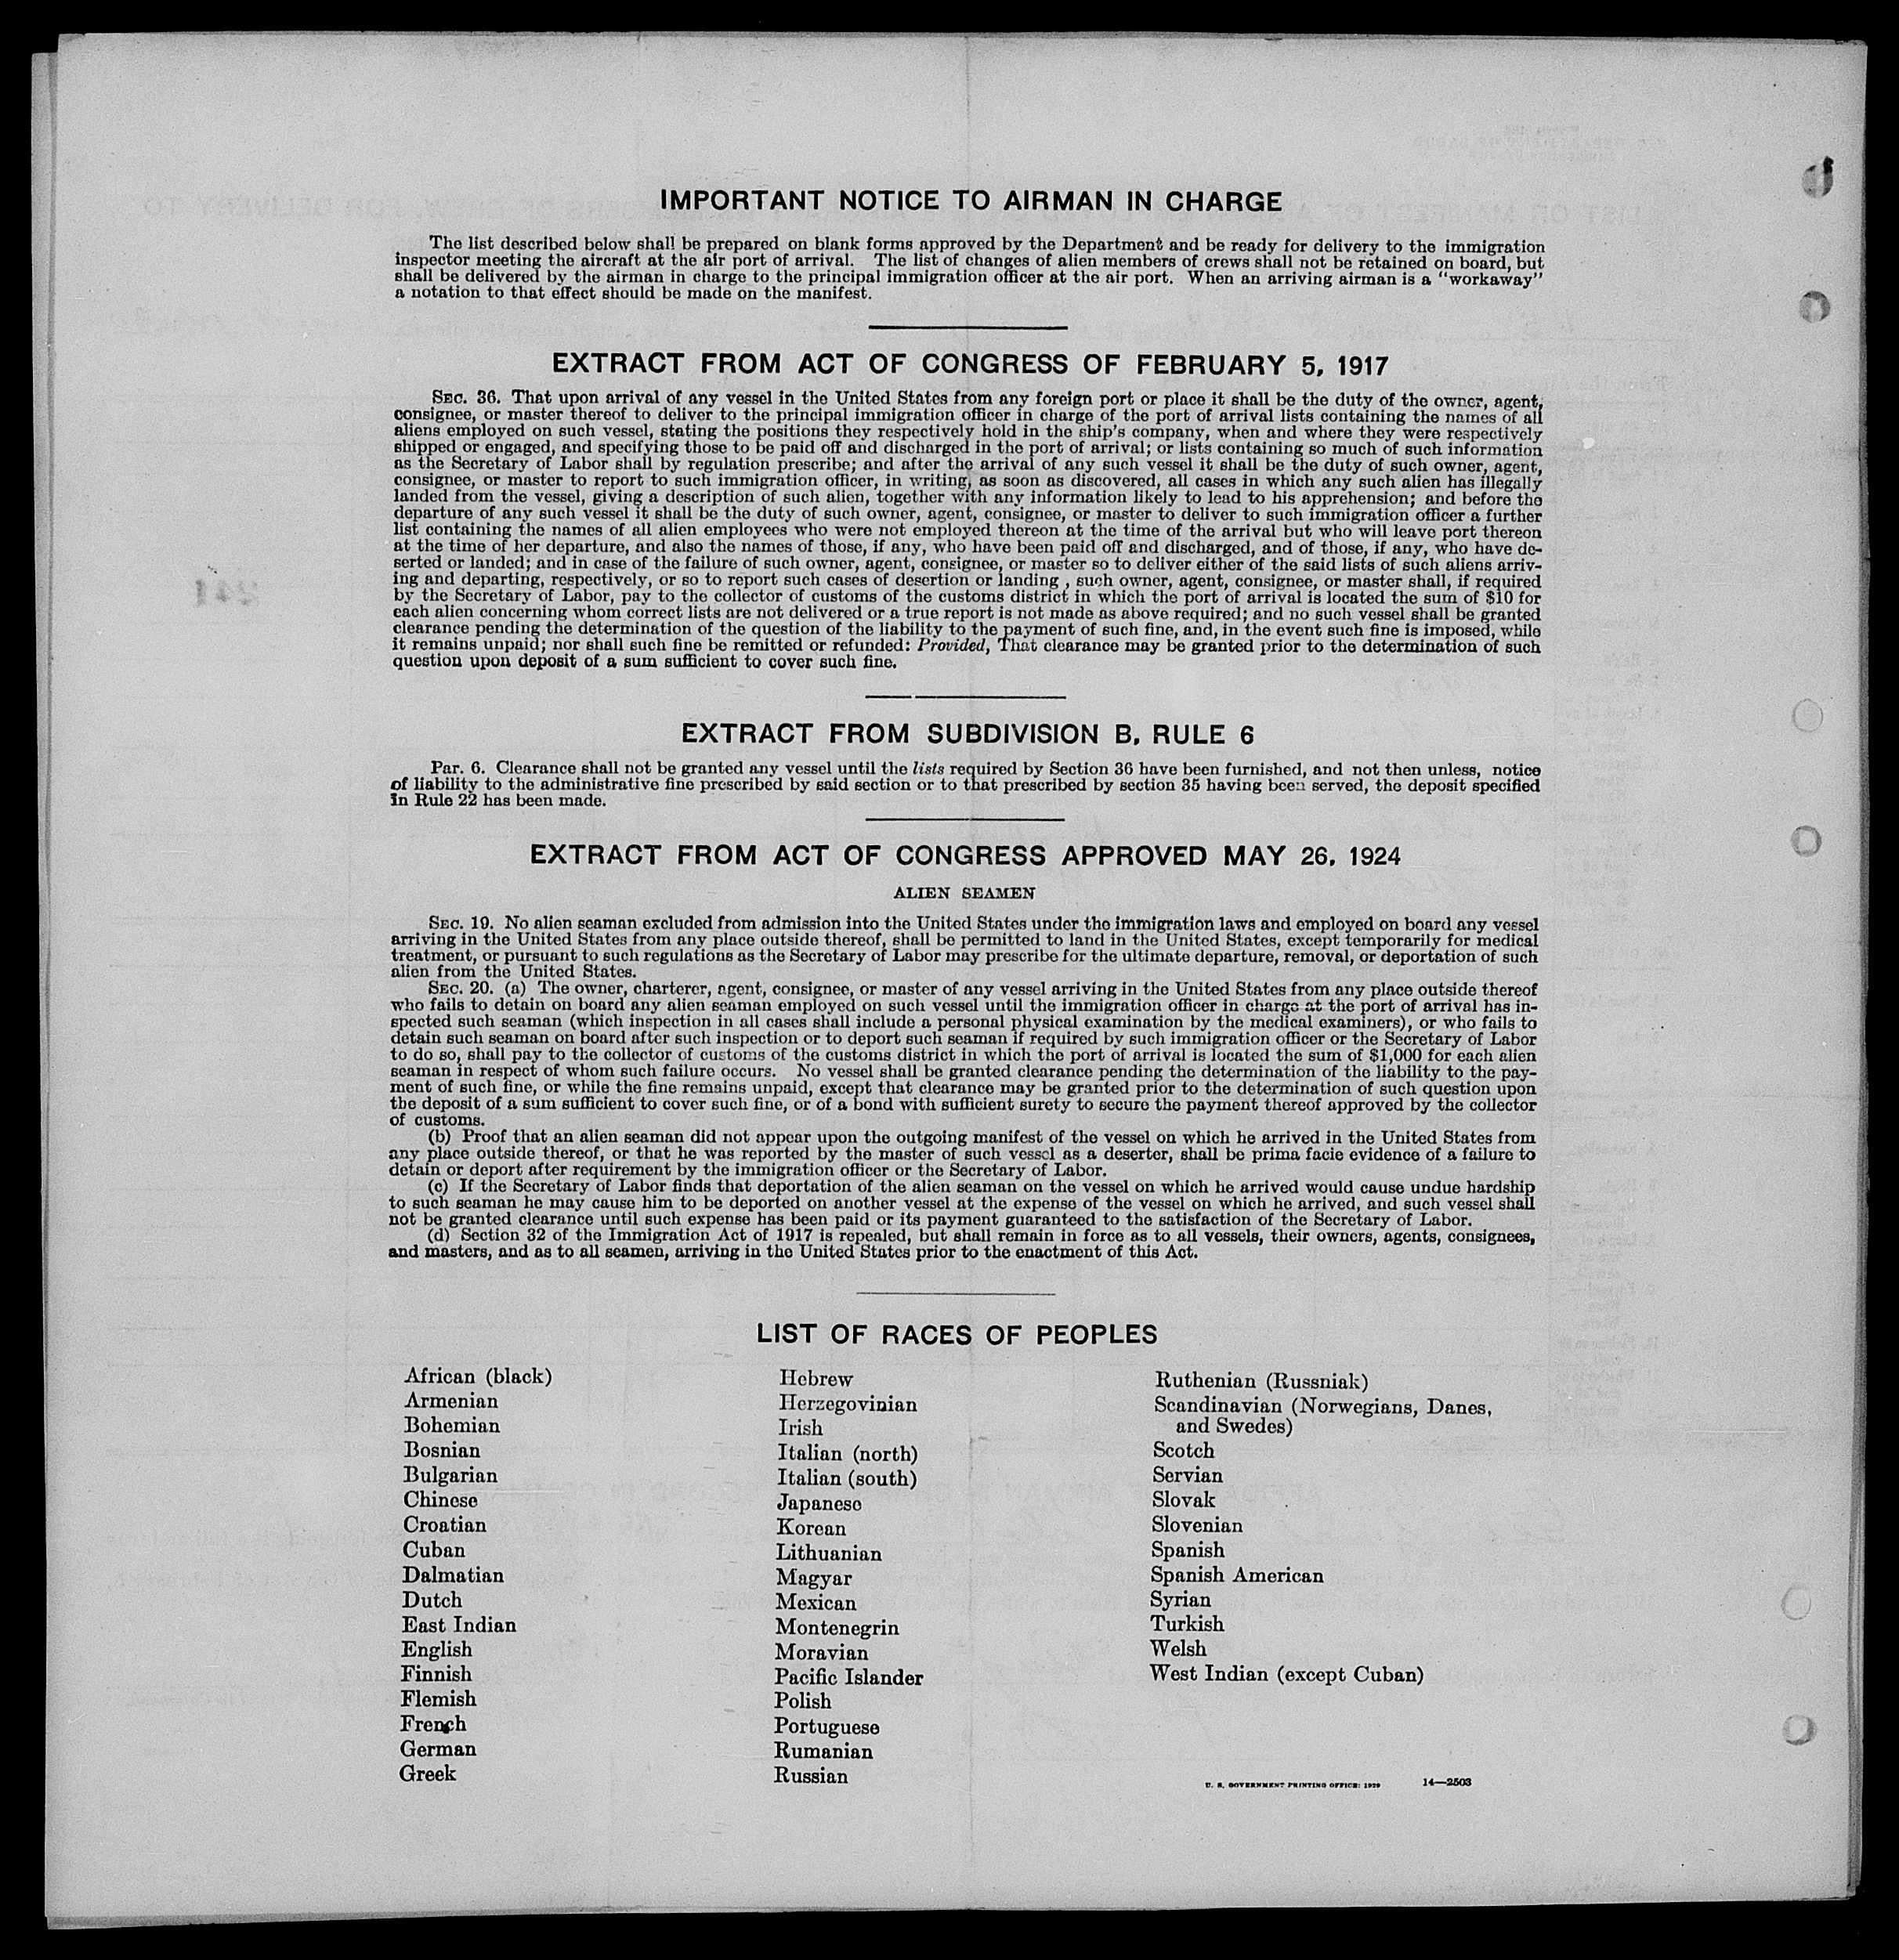 IMPORTANT NOTICE TO AIRMAN IN CHARGE
The list described below shall be prepared on blank forms approved by the Department and be ready for delivery to the immigration
inspector meeting the aircraft at the air port of arrival. The list of changes of alien members of crews shall not be retained on board, but
shall be delivered by the airman in charge to the principal immigration officer at the air port. When an arriving airman is a "workaway"
a notation to that effect should be made on the manifest.
EXTRACT FROM ACT OF CONGRESS OF FEBRUARY 5, 1917
SEC. 36. That upon arrival of any vessel in the United States from any foreign port or place it shall be the duty of the owner, agent,
consignee, or master thereof to deliver to the principal immigration officer in charge of the port of arrival lists containing the names of all
aliens employed on such vessel, stating the positions they respectively hold in the ship's company, when and where they were respectively
shipped or engaged, and specifying those to be paid off and discharged in the port of arrival; or lists containing so much of such information
as the Secretary of Labor shall by regulation prescribe; and after the arrival of any such vessel it shall be the duty of such owner, agent,
consignee, or master to report to such immigration officer, in writing, as soon as discovered, all cases in which any such alien has illegally
landed from the vessel, giving a description of such alien, together with any information likely to lead to his apprehension; and before the
departure of any such vessel it shall be the duty of such owner, agent, consignee, or master to deliver to such immigration officer a further
list containing the names of all alien employees who were not employed thereon at the time of the arrival but who will leave port thereon
at the time of her departure, and also the names of those, if any, who have been paid off and discharged, and of those, if any, who have de-
serted or landed; and in case of the failure of such owner, agent, consignee, or master so to deliver either of the said lists of such aliens arriv-
ing and departing, respectively, or so to report such cases of desertion or landing , such owner, agent, consignee, or master shall, if required
by the Secretary of Labor, pay to the collector of customs of the customs district in which the port of arrival is located the sum of $10 for
each alien concerning whom correct lists are not delivered or a true report is not made as above required; and no such vessel shall be granted
clearance pending the determination of the question of the liability to the payment of such fine, and, in the event such fine is imposed, while
it remains unpaid; nor shall such fine be remitted or refunded: Provided, That clearance may be granted prior to the determination of such
question upon deposit of a sum sufficient to cover such fine.
EXTRACT FROM SUBDIVISION B, RULE 6
Par. 6. Clearance shall not be granted any vessel until the lists required by Section 36 have been furnished, and not then unless, notice
of liability to the administrative fine prescribed by said section or to that prescribed by section 35 having been served, the deposit specified
in Rule 22 has been made.
EXTRACT FROM ACT OF CONGRESS APPROVED MAY 26, 1924
ALIEN SEAMEN
SEC. 19. No alien seaman excluded from admission into the United States under the immigration laws and employed on board any vessel
arriving in the United States from any place outside thereof, shall be permitted to land in the United States, except temporarily for medical
treatment, or pursuant to such regulations as the Secretary of Labor may prescribe for the ultimate departure, removal, or deportation of such
alien from the United States.
SEC. 20. (a) The owner, charterer, agent, consignee, or master of any vessel arriving in the United States from any place outside thereof
who fails to detain on board any alien seaman employed on such vessel until the immigration officer in charge at the port of arrival has in-
spected such seaman (which inspection in all cases shall include a personal physical examination by the medical examiners), or who fails to
detain such seaman on board after such inspection or to deport such seaman if required by such immigration officer or the Secretary of Labor
to do so, shall pay to the collector of customs of the customs district in which the port of arrival is located the sum of $1,000 for each alien
seaman in respect of whom such failure occurs. No vessel shall be granted clearance pending the determination of the liability to the pay-
ment of such fine, or while the fine remains unpaid, except that clearance may be granted prior to the determination of such question upon
the deposit of a sum sufficient to cover such fine, or of a bond with sufficient surety to secure the payment thereof approved by the collector
of customs.
(b) Proof that an alien seaman did not appear upon the outgoing manifest of the vessel on which he arrived in the United States from
any place outside thereof, or that he was reported by the master of such vessel as a deserter, shall be prima facie evidence of a failure to
detain or deport after requirement by the immigration officer or the Secretary of Labor.
(c) If the Secretary of Labor finds that deportation of the alien seaman on the vessel on which he arrived would cause undue hardship
to such seaman he may cause him to be deported on another vessel at the expense of the vessel on which he arrived, and such vessel shall
not be granted clearance until such expense has been paid or its payment guaranteed to the satisfaction of the Secretary of Labor.
(d) Section 32 of the Immigration Act of 1917 is repealed, but shall remain in force as to all vessels, their owners, agents, consignees,
and masters, and as to all seamen, arriving in the United States prior to the enactment of this Act.
LIST OF RACES OF PEOPLES
African (black)
Armenian
Bohemian
Bosnian
Bulgarian
Chinese
Croatian
Cuban
Dalmatian
Dutch
East Indian
English
Finnish
Flemish
French
German
Greek
Hebrew
Herzegovinian
Irish
Italian (north)
Italian (south)
Japanese
Korean
Lithuanian
Magyar
Mexican
Montenegrin
Moravian
Pacific Islander
Polish
Portuguese
Rumanian
Russian
Ruthenian (Russniak)
Scandinavian (Norwegians, Danes,
and Swedes)
Scotch
Servian
Slovak
Slovenian
Spanish
Spanish American
Syrian
Turkish
Welsh
West Indian (except Cuban)
U. S. GOVERNMENT PRINTING OFFICE: 1929 14—2503